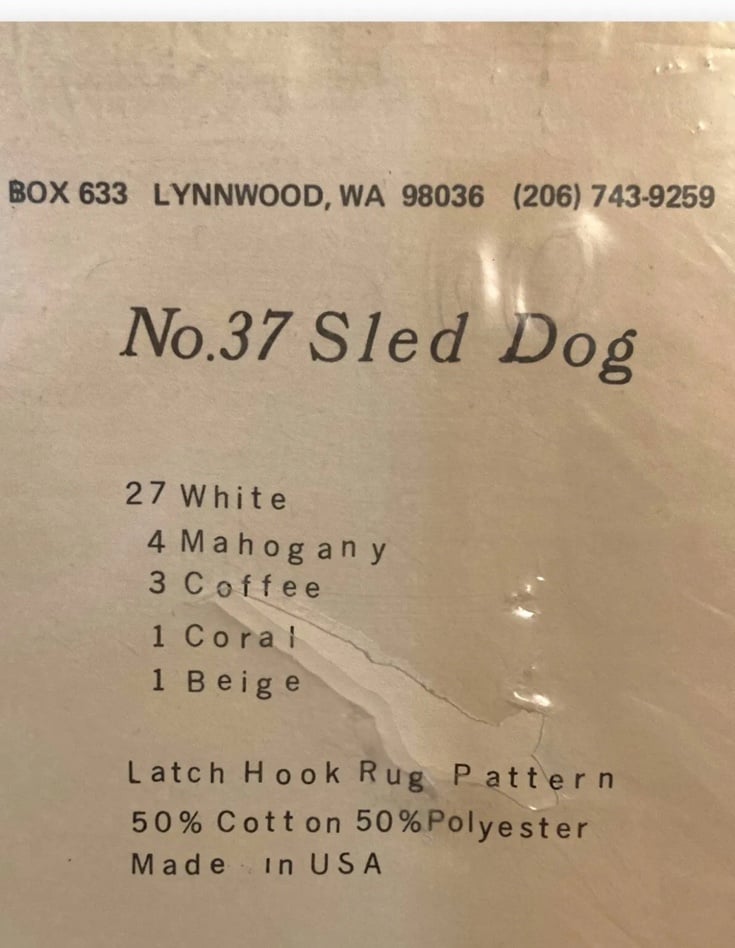 BOX 633 LYNNWOOD, WA 98036 (206) 743-9259
No.37 Sled Dog
27 White
4 Mahogany
3 Coffee
1 Coral
1 Beige
Latch Hook Rug Pattern
50% Cotton 50% Polyester
Made in USA